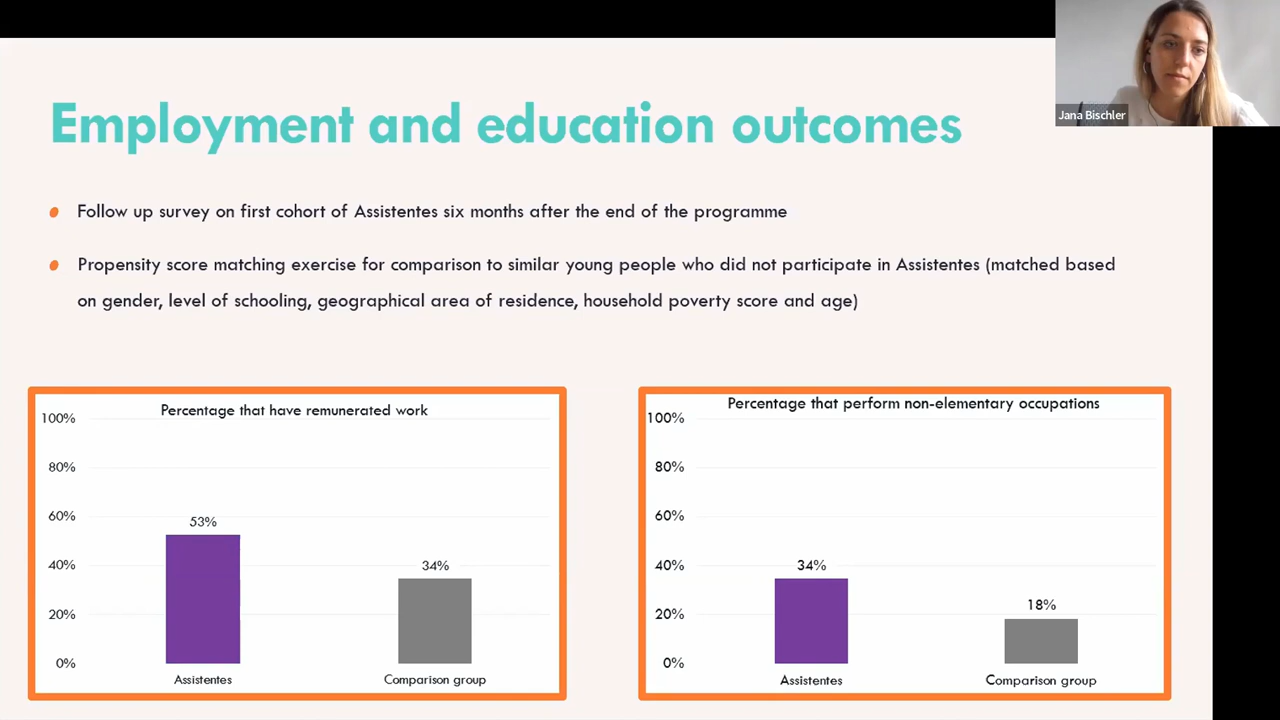 Employment and education outcomes
Jana Bischler
Follow up survey on first cohort of Assistentes six months after the end of the programme
Propensity score matching exercise for comparison to similar young people who did not participate in Assistentes (matched based
on gender, level of schooling, geographical area of residence, household poverty score and age)
Percentage that have remunerated work
100%
80%
60%
40%
20%
0%
53%
34%
Assistentes
Comparison group
Percentage that perform non-elementary occupations
100%
80%
60%
40%
20%
0%
34%
18%
Assistentes
Comparison group